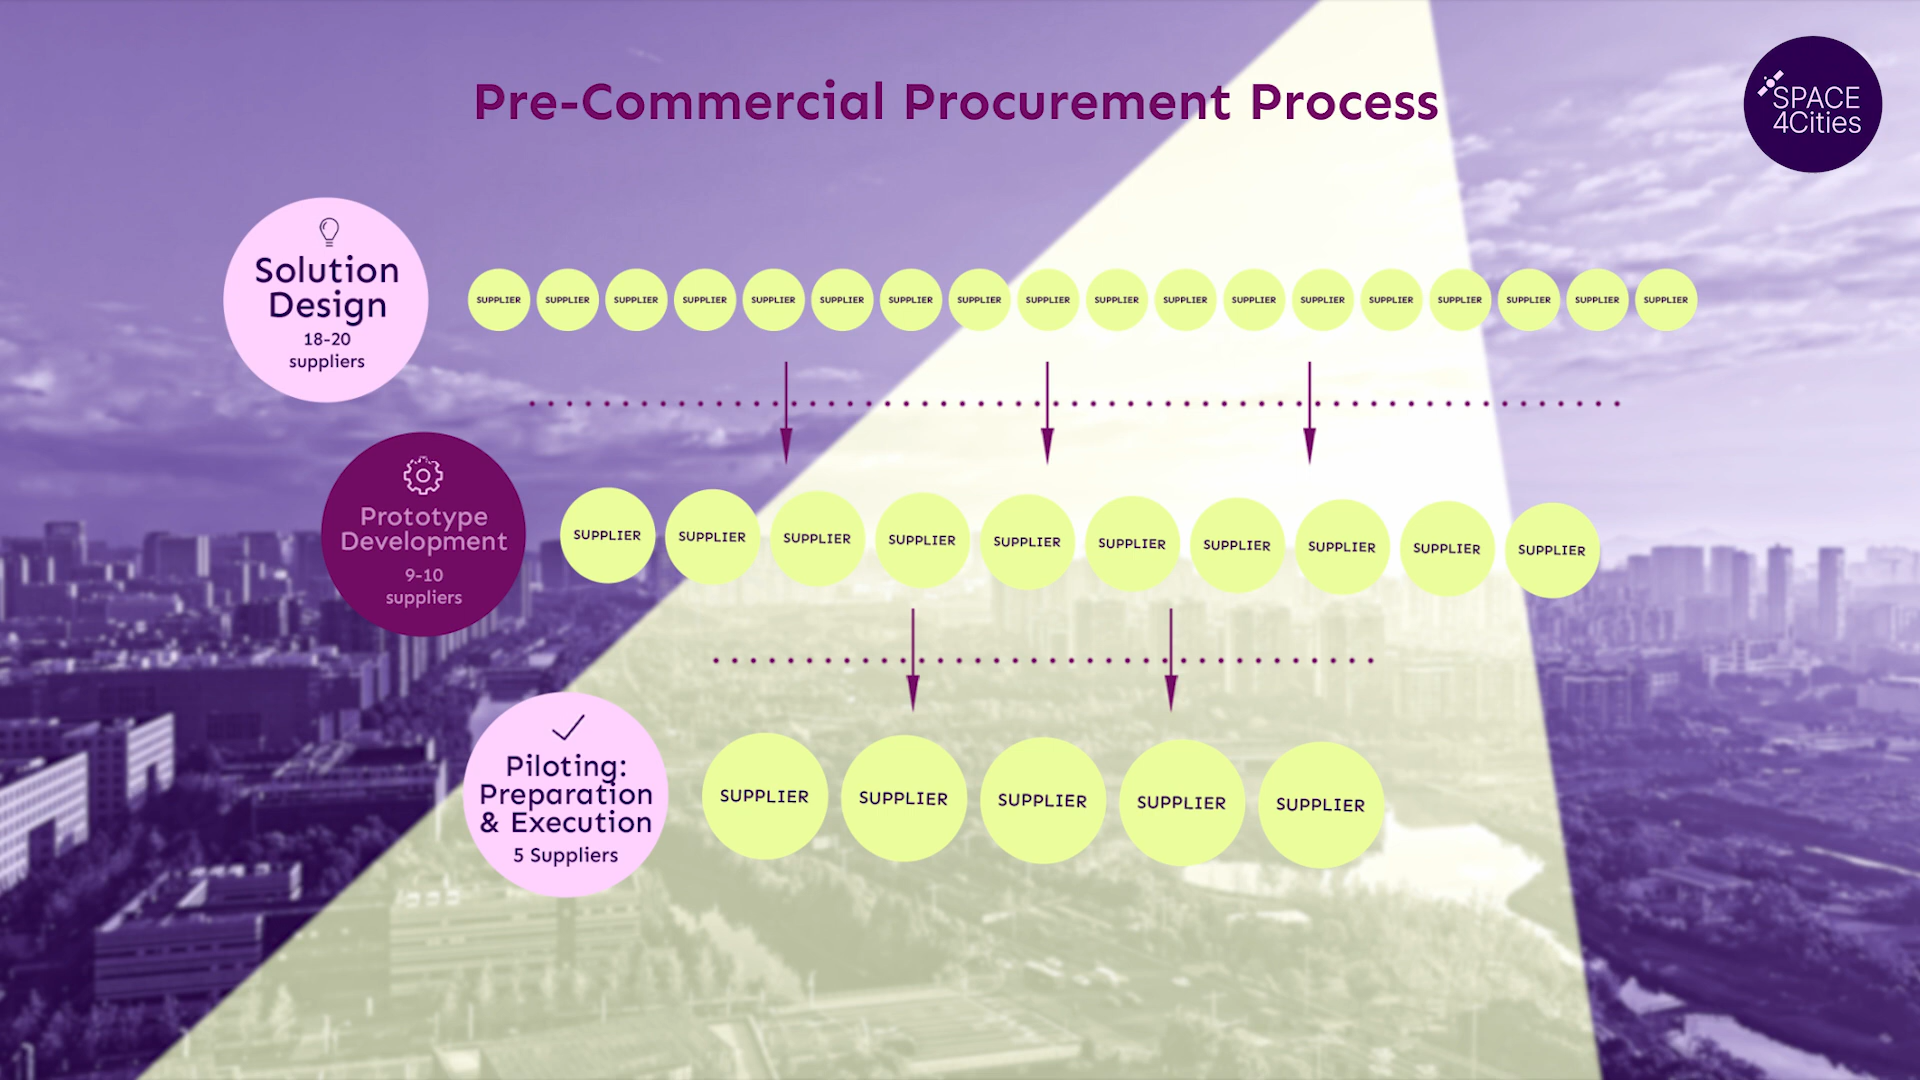 Pre-Commercial Procurement Process
SPACE
4Cities
Solution
Design
18-20
suppliers
SUPPLIER SUPPLIER SUPPLIER SUPPLIER SUPPLIER SUPPLIER SUPPLIER SUPPLIER SUPPLIER SUPPLIER SUPPLIER SUPPLIER SUPPLIER SUPPLIER SUPPLIER SUPPLIER SUPPLIER SUPPLIER
Prototype
Development
9-10
suppliers
SUPPLIER SUPPLIER SUPPLIER SUPPLIER SUPPLIER SUPPLIER SUPPLIER SUPPLIER SUPPLIER SUPPLIER
Piloting:
Preparation
& Execution
5 Suppliers
SUPPLIER SUPPLIER SUPPLIER SUPPLIER SUPPLIER